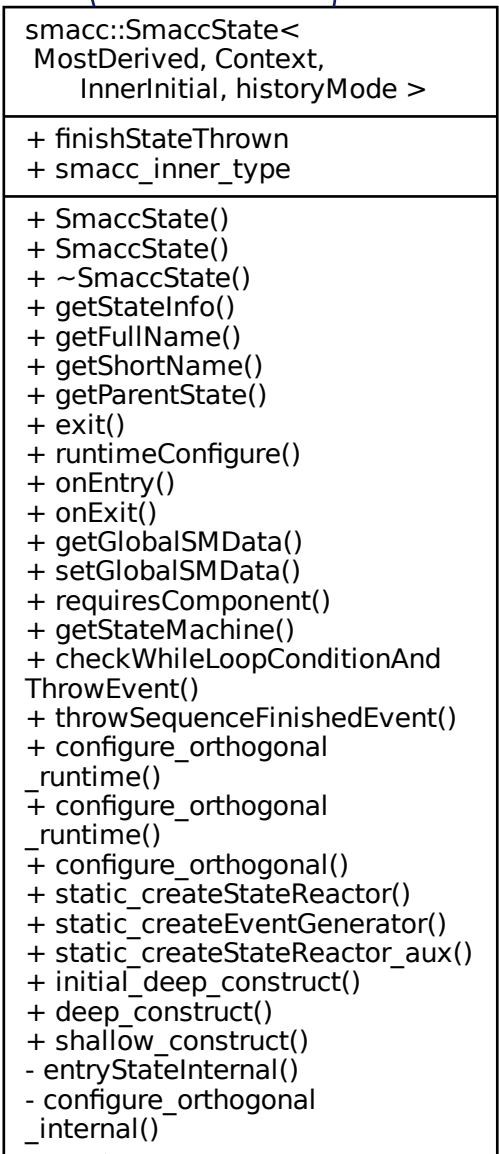 smacc::SmaccState<
MostDerived, Context,
InnerInitial, historyMode >
+ finishStateThrown
+ smacc_inner_type
+ SmaccState()
+ SmaccState()
+ ~SmaccState()
+ getStateInfo()
+ getFullName()
+ getShortName()
+ getParentState()
+ exit()
+ runtimeConfigure()
+ onEntry()
+ onExit()
+ getGlobalSMData()
+ setGlobalSMData()
+ requiresComponent()
+ getStateMachine()
+ checkWhileLoopConditionAnd
ThrowEvent()
+ throwSequenceFinishedEvent()
+ configure_orthogonal
_runtime()
+ configure_orthogonal
_runtime()
+ configure_orthogonal()
+ static_createStateReactor()
+ static_createEventGenerator()
+ static_createStateReactor_aux()
+ initial_deep_construct()
+ deep_construct()
+ shallow_construct()
- entryStateInternal()
- configure_orthogonal
_internal()